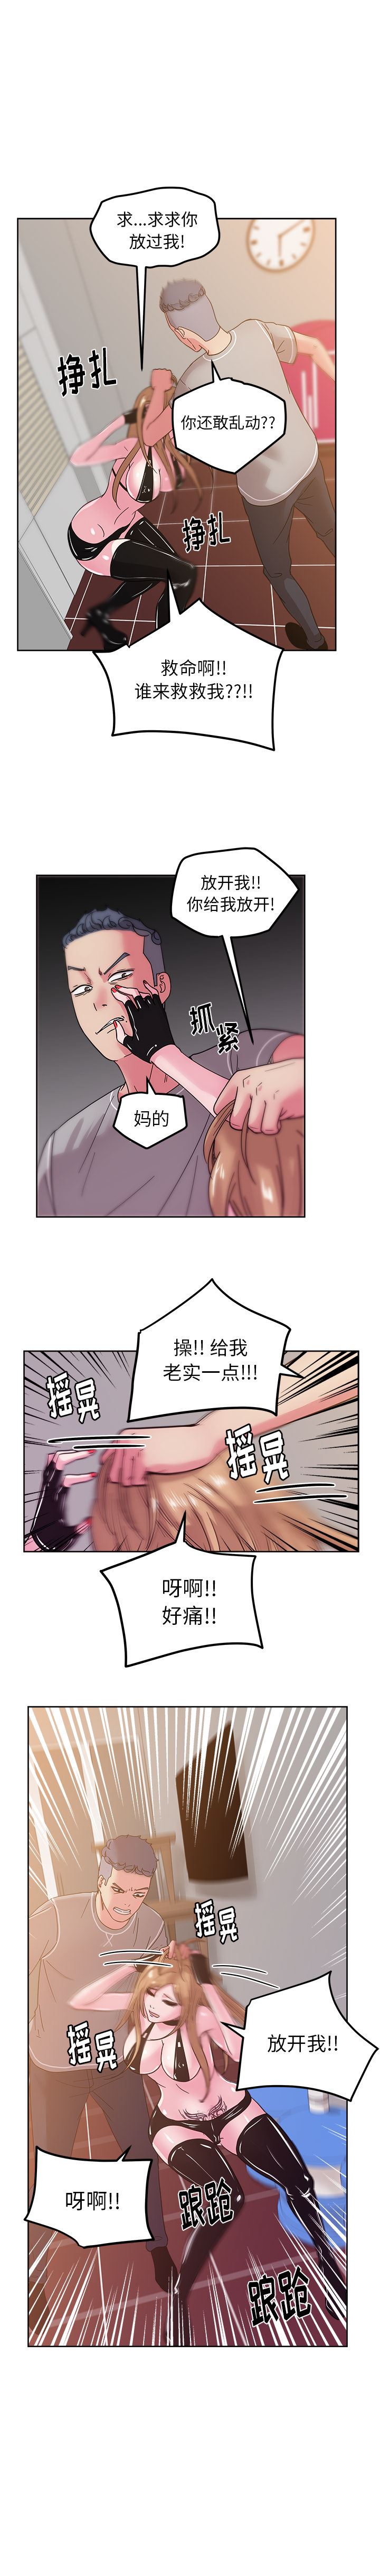 求...求求你
放过我!
挣扎
你还敢乱动??
挣扎
救命啊!!
谁来救救我??!!
放开我!!
你给我放开!
抓紧
妈的
操!! 给我
老实一点!!!
摇晃
摇晃
呀啊!!
好痛!!
摇晃
放开我!!
摇晃
呀啊!!
踉跄
踉跄